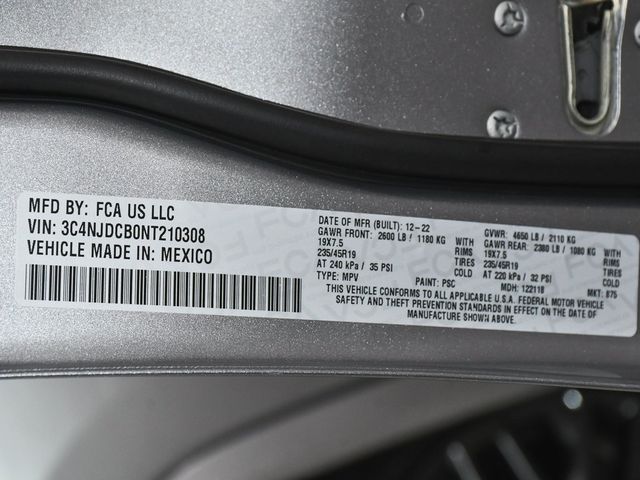 MFD BY: FCA US LLC
VIN: 3C4NJDCB0NT210308
VEHICLE MADE IN: MEXICO
DATE OF MFR (BUILT): 12-22 GVWR: 4650 LB / 2110 KG
GAWR FRONT: 2600 LB / 1180 KG WITH GAWR REAR: 2380 LB / 1080 KG WITH
19X7.5 RIMS 19X7.5 RIMS
235/45R19 TIRES 235/45R19 TIRES
AT 240 kPa / 35 PSI COLD AT 220 kPa / 32 PSI COLD
TYPE: MPV PAINT: PSC MDH: 122118 MKT: 875
THIS VEHICLE CONFORMS TO ALL APPLICABLE U.S.A. FEDERAL MOTOR VEHICLE
SAFETY AND THEFT PREVENTION STANDARDS IN EFFECT ON THE DATE OF
MANUFACTURE SHOWN ABOVE.